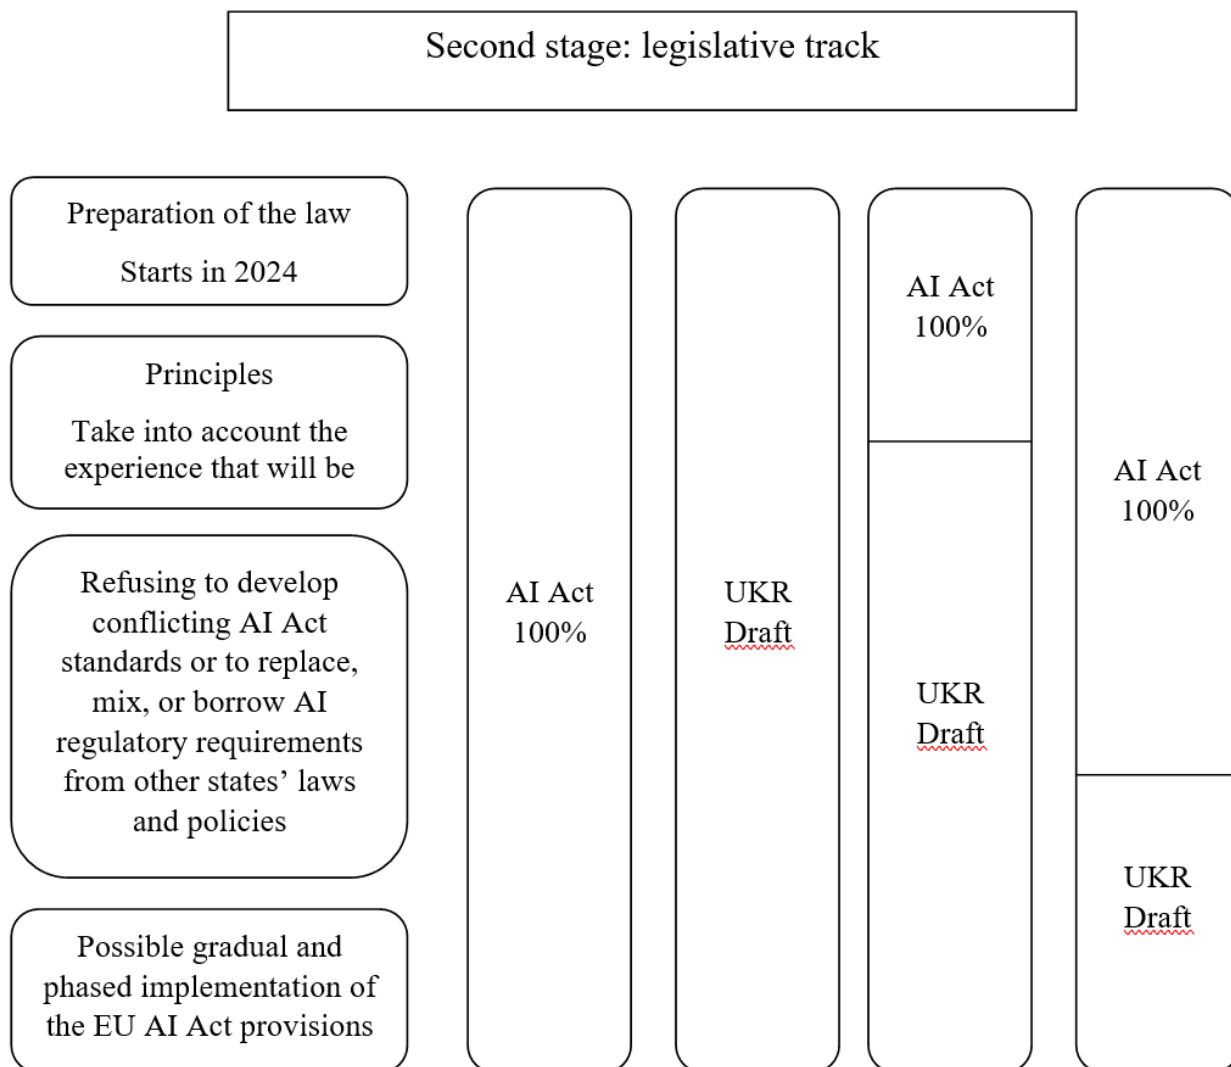 Second stage: legislative track
Preparation of the law
Starts in 2024
Principles
Take into account the
experience that will be
Refusing to develop
conflicting AI Act
standards or to replace,
mix, or borrow AI
regulatory requirements
from other states’ laws
and policies
Possible gradual and
phased implementation of
the EU AI Act provisions
AI Act
100%
UKR
Draft
AI Act
100%
UKR
Draft
AI Act
100%
UKR
Draft